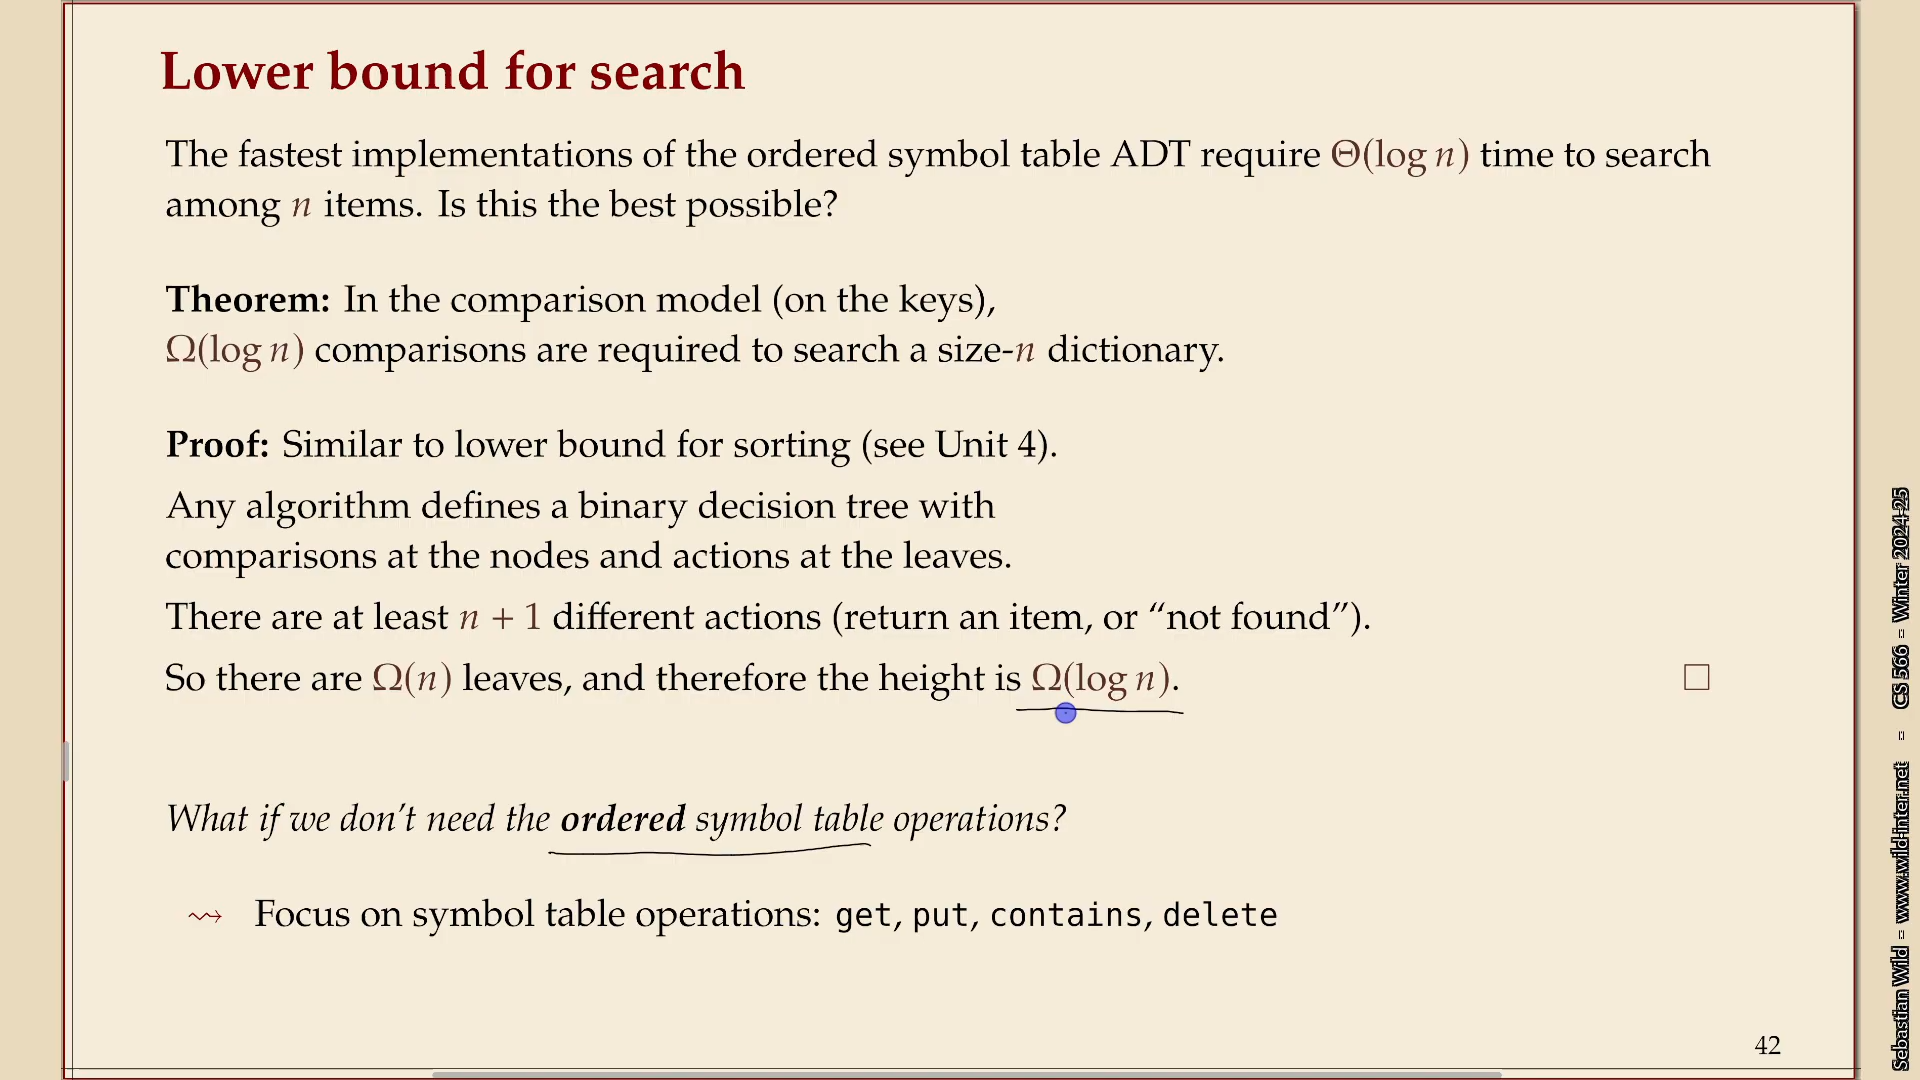 Lower bound for search
The fastest implementations of the ordered symbol table ADT require Θ(log n) time to search
among n items. Is this the best possible?
Theorem: In the comparison model (on the keys),
Ω(log n) comparisons are required to search a size-n dictionary.
Proof: Similar to lower bound for sorting (see Unit 4).
Any algorithm defines a binary decision tree with
comparisons at the nodes and actions at the leaves.
There are at least n + 1 different actions (return an item, or “not found”).
So there are Ω(n) leaves, and therefore the height is Ω(log n). □
What if we don’t need the ordered symbol table operations?
⇝ Focus on symbol table operations: get, put, contains, delete
42
Sebastian Wild – www.wild-inter.net – CS 566 – Winter 2024-25